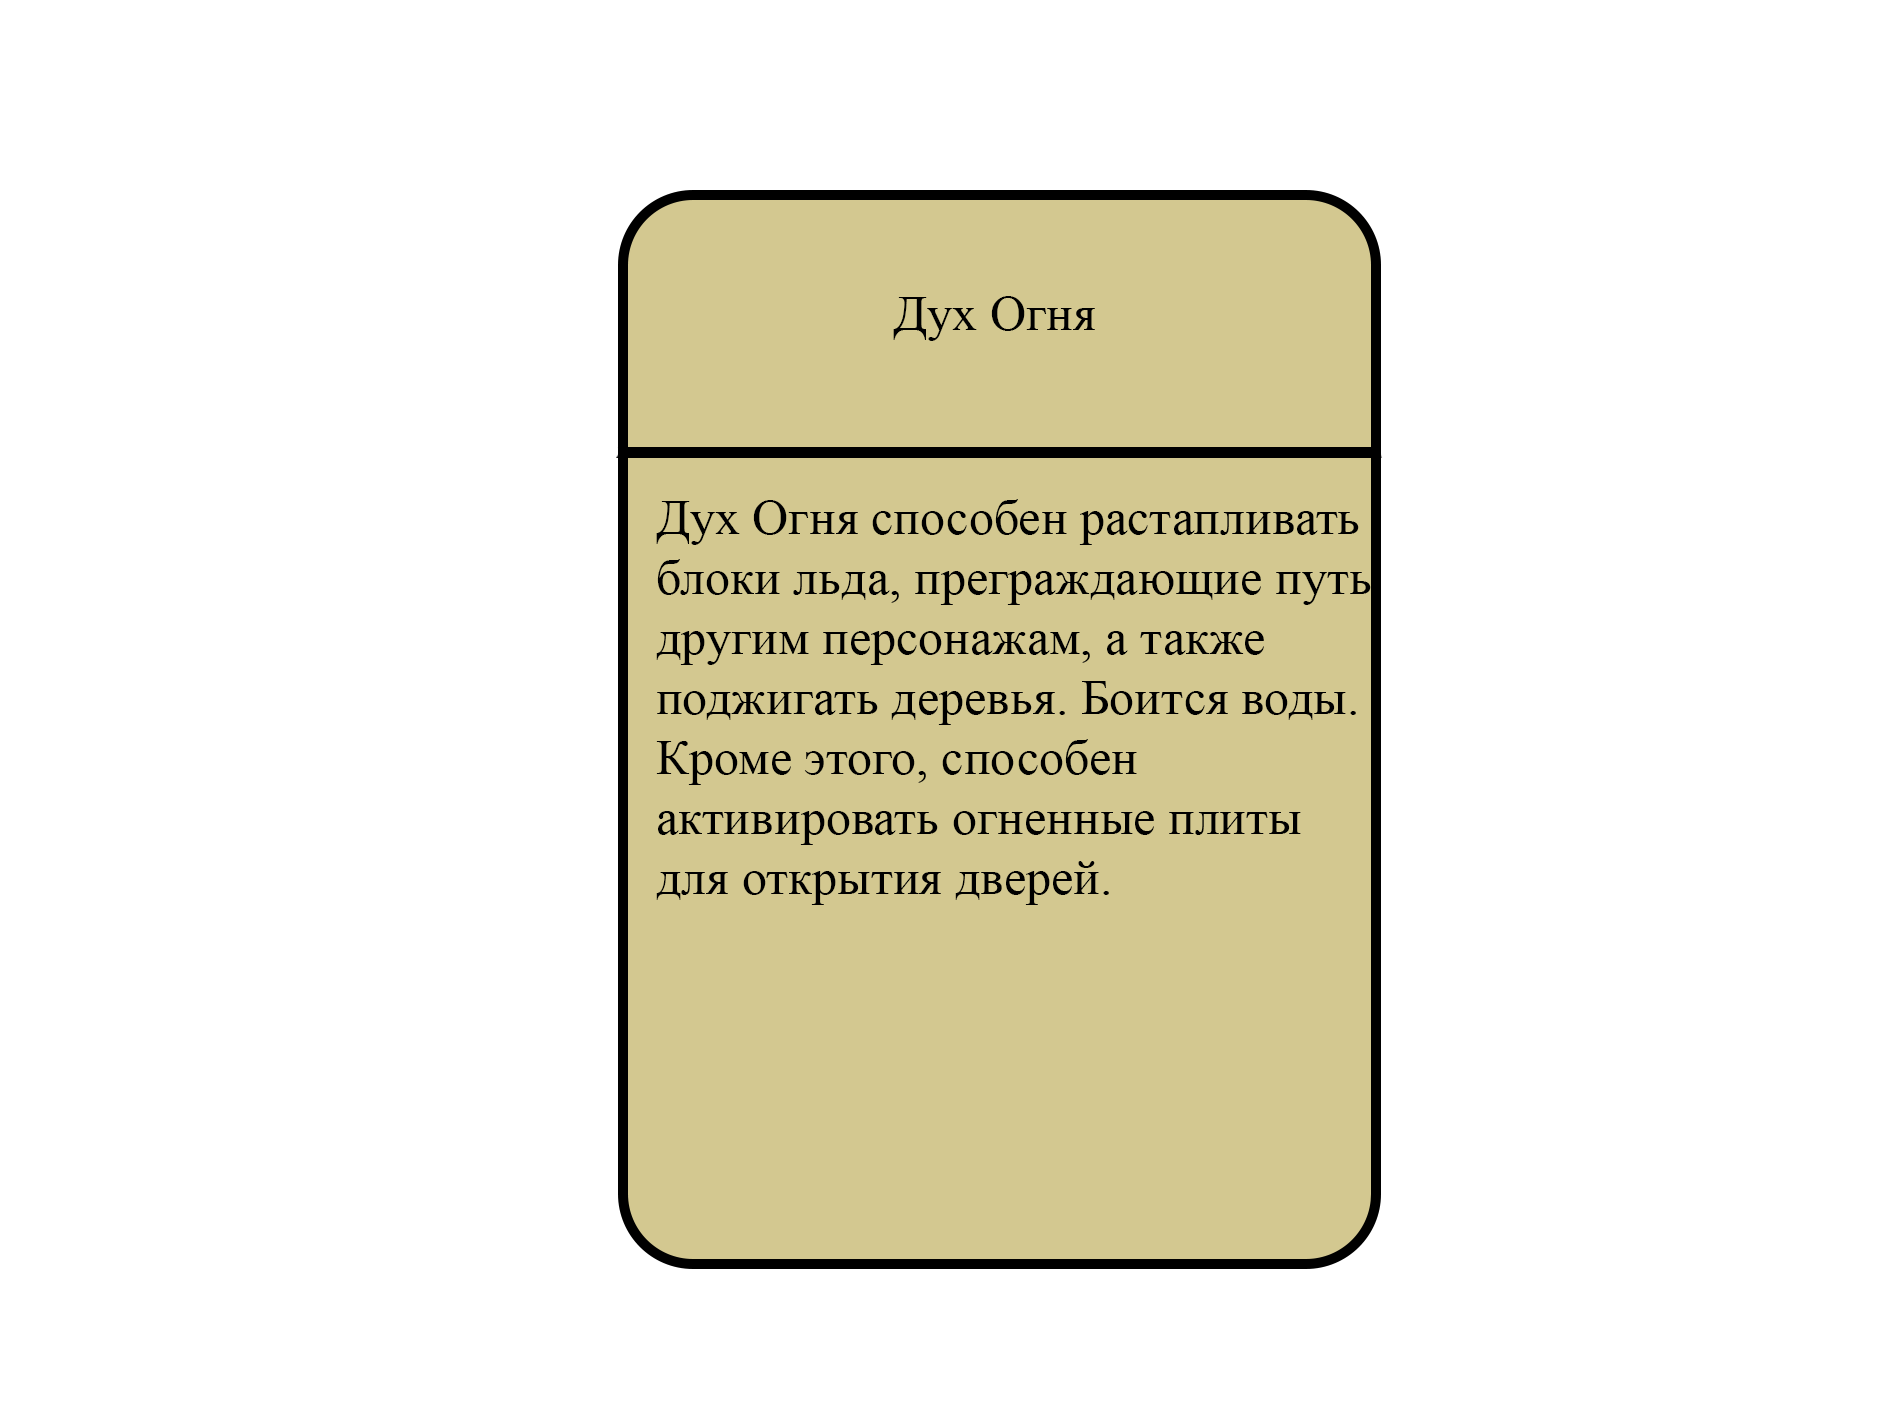 Дух Огня
Дух Огня способен растапливать
блоки льда, преграждающие путь
другим персонажам, а также
поджигать деревья. Боится воды.
Кроме этого, способен
активировать огненные плиты
для открытия дверей.